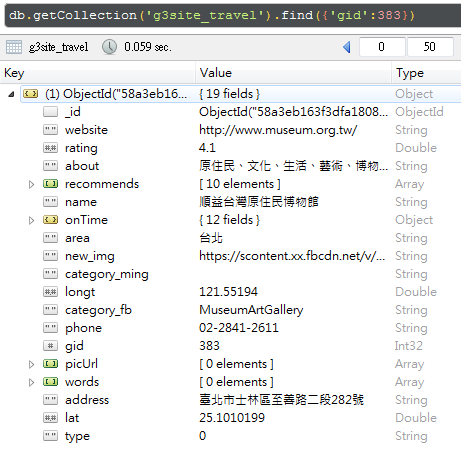 db.getCollection('g3site_travel').find({'gid':383})
g3site_travel 0.059 sec. 0 50
Key Value Type
(1) ObjectId("58a3eb16... { 19 fields } Object
_id ObjectId("58a3eb163f3dfa1808... ObjectId
website http://www.museum.org.tw/ String
rating 4.1 Double
about 原住民、文化、生活、藝術、博物... String
recommends [ 10 elements ] Array
name 順益台灣原住民博物館 String
onTime { 12 fields } Object
area 台北 String
new_img https://scontent.xx.fbcdn.net/v/... String
category_ming String
longt 121.55194 Double
category_fb MuseumArtGallery String
phone 02-2841-2611 String
gid 383 Int32
picUrl [ 0 elements ] Array
words [ 0 elements ] Array
address 臺北市士林區至善路二段282號 String
lat 25.1010199 Double
type 0 String